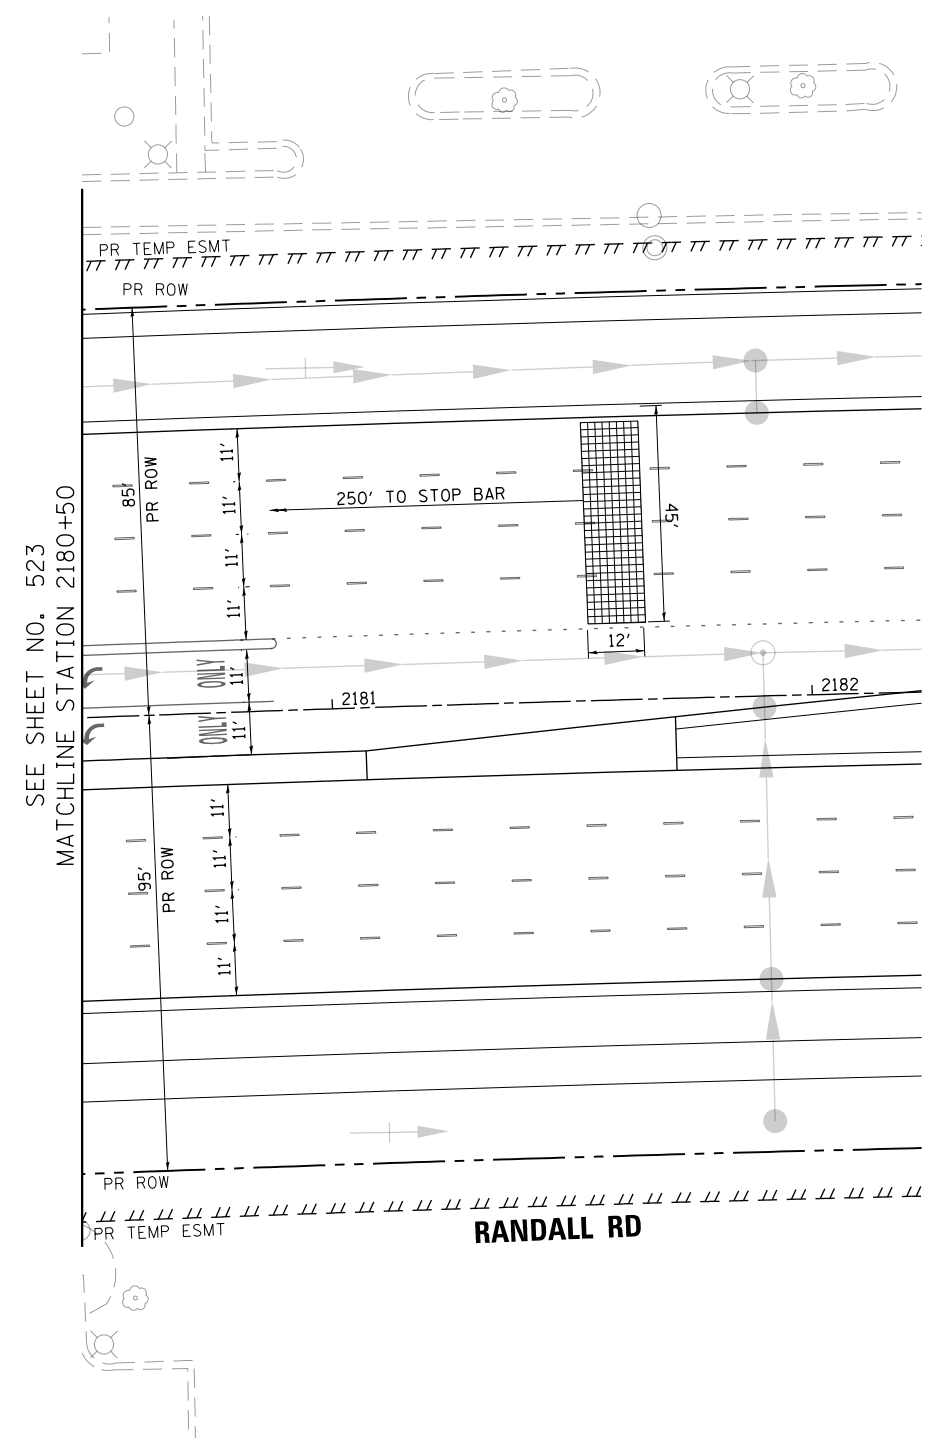 PR TEMP ESMT
PR ROW
11'
85'
PR ROW
11'
250' TO STOP BAR
45'
11'
11'
12'
SEE SHEET NO. 523
MATCHLINE STATION 2180+50
ONLY
11'
2181
2182
ONLY
11'
11'
11'
95'
PR ROW
11'
11'
PR ROW
PR TEMP ESMT
RANDALL RD